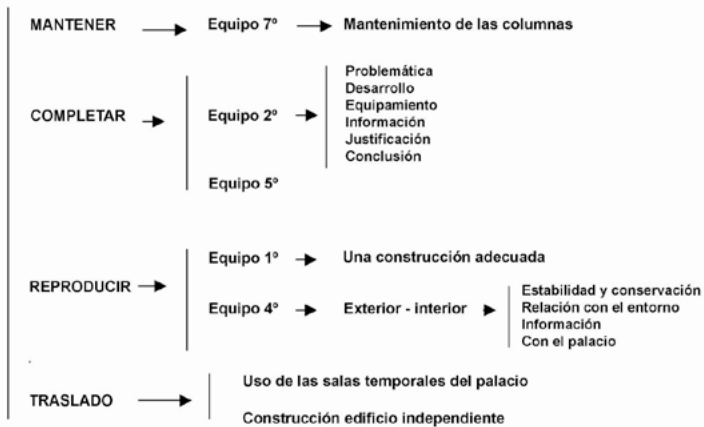 MANTENER Equipo 7º Mantenimiento de las columnas
COMPLETAR
Equipo 2º
Problemática
Desarrollo
Equipamiento
Información
Justificación
Conclusión
Equipo 5º
REPRODUCIR
Equipo 1º Una construcción adecuada
Equipo 4º Exterior - interior
Estabilidad y conservación
Relación con el entorno
Información
Con el palacio
TRASLADO
Uso de las salas temporales del palacio
Construcción edificio independiente